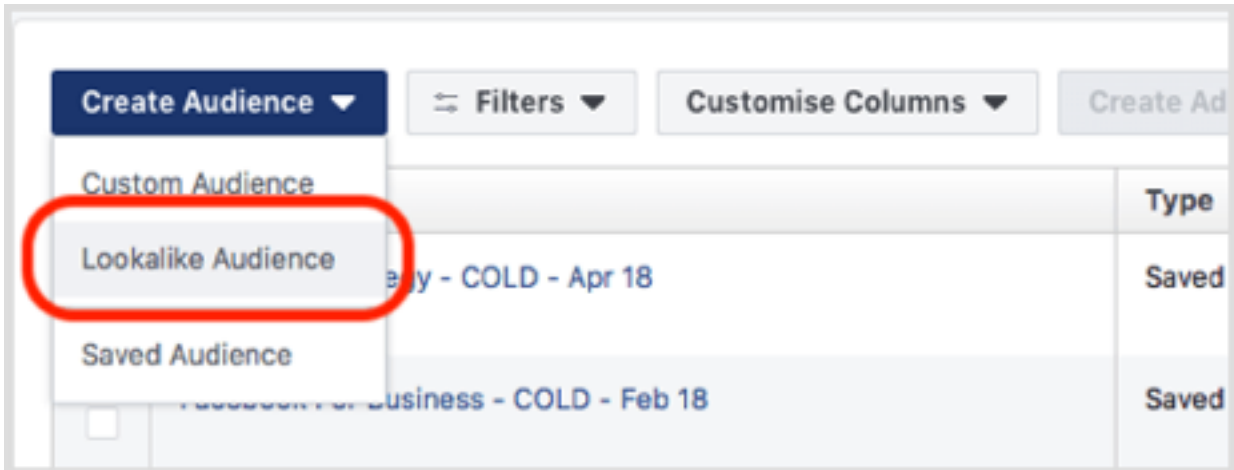 Create Audience Filters Customise Columns Create Ad
Custom Audience
Type
Lookalike Audience
egy - COLD - Apr 18 Saved
Saved Audience
Business - COLD - Feb 18 Saved